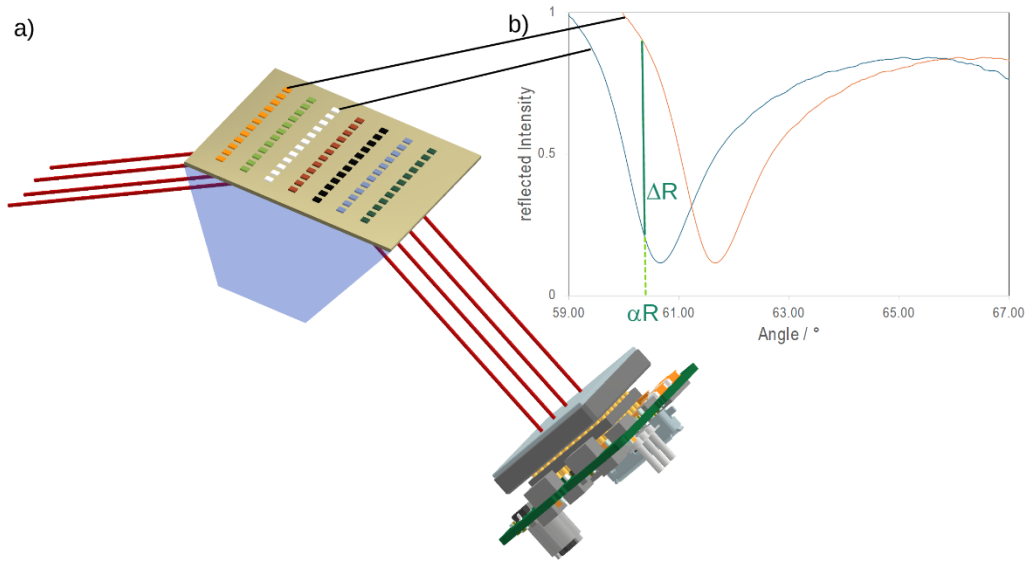 a)
b)
1
0.5
0
reflected Intensity
ΔR
αR
59.00
61.00
63.00
65.00
67.00
Angle / °